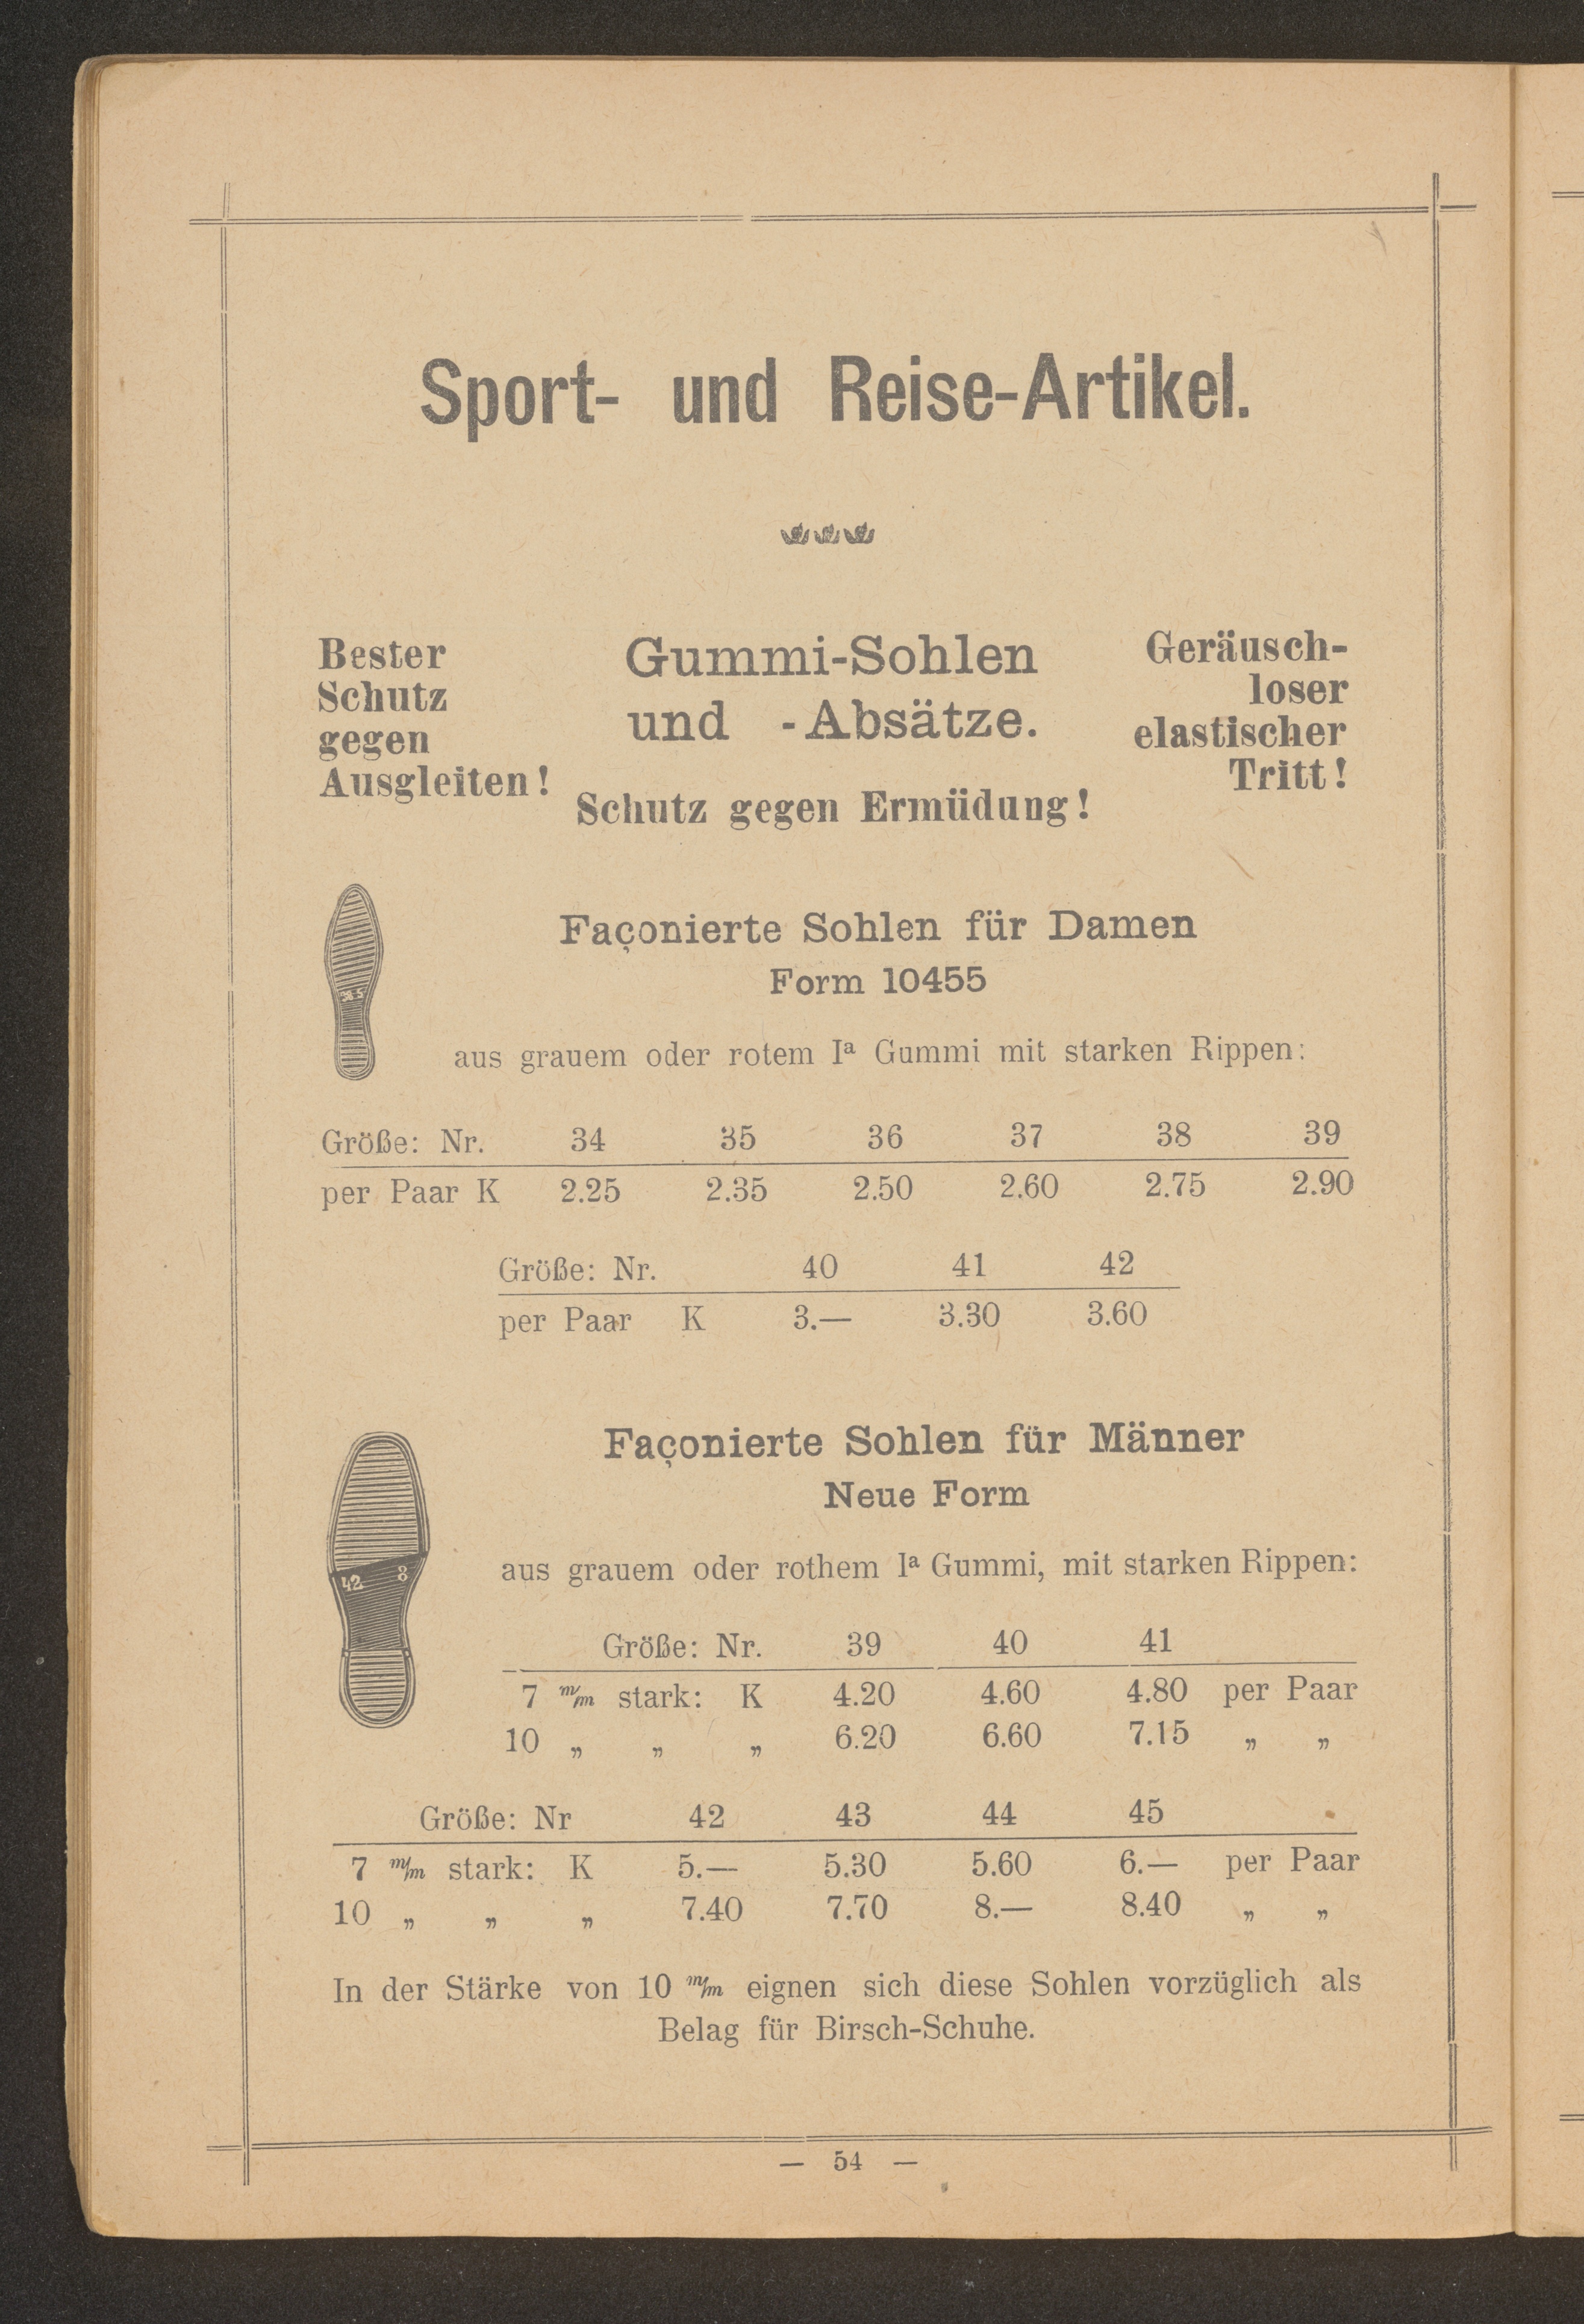 Sport- und Reise-Artikel.
Bester
Schutz
gegen
Ausgleiten!
Gummi-Sohlen
und -Absätze.
Schutz gegen Ermüdung!
Geräusch-
loser
elastischer
Tritt!
Façonierte Sohlen für Damen
Form 10455
aus grauem oder rotem Iª Gummi mit starken Rippen:
Größe: Nr. 34 35 36 37 38 39
per Paar K 2.25 2.35 2.50 2.60 2.75 2.90
Größe: Nr. 40 41 42
per Paar K 3.— 3.30 3.60
Façonierte Sohlen für Männer
Neue Form
aus grauem oder rothem Iª Gummi, mit starken Rippen:
42 8
Größe: Nr. 39 40 41
7 m/m stark: K 4.20 4.60 4.80 per Paar
10 „ „ „ 6.20 6.60 7.15 „ „
Größe: Nr 42 43 44 45
7 m/m stark: K 5.— 5.30 5.60 6.— per Paar
10 „ „ „ 7.40 7.70 8.— 8.40 „ „
In der Stärke von 10 m/m eignen sich diese Sohlen vorzüglich als
Belag für Birsch-Schuhe.
— 54 —